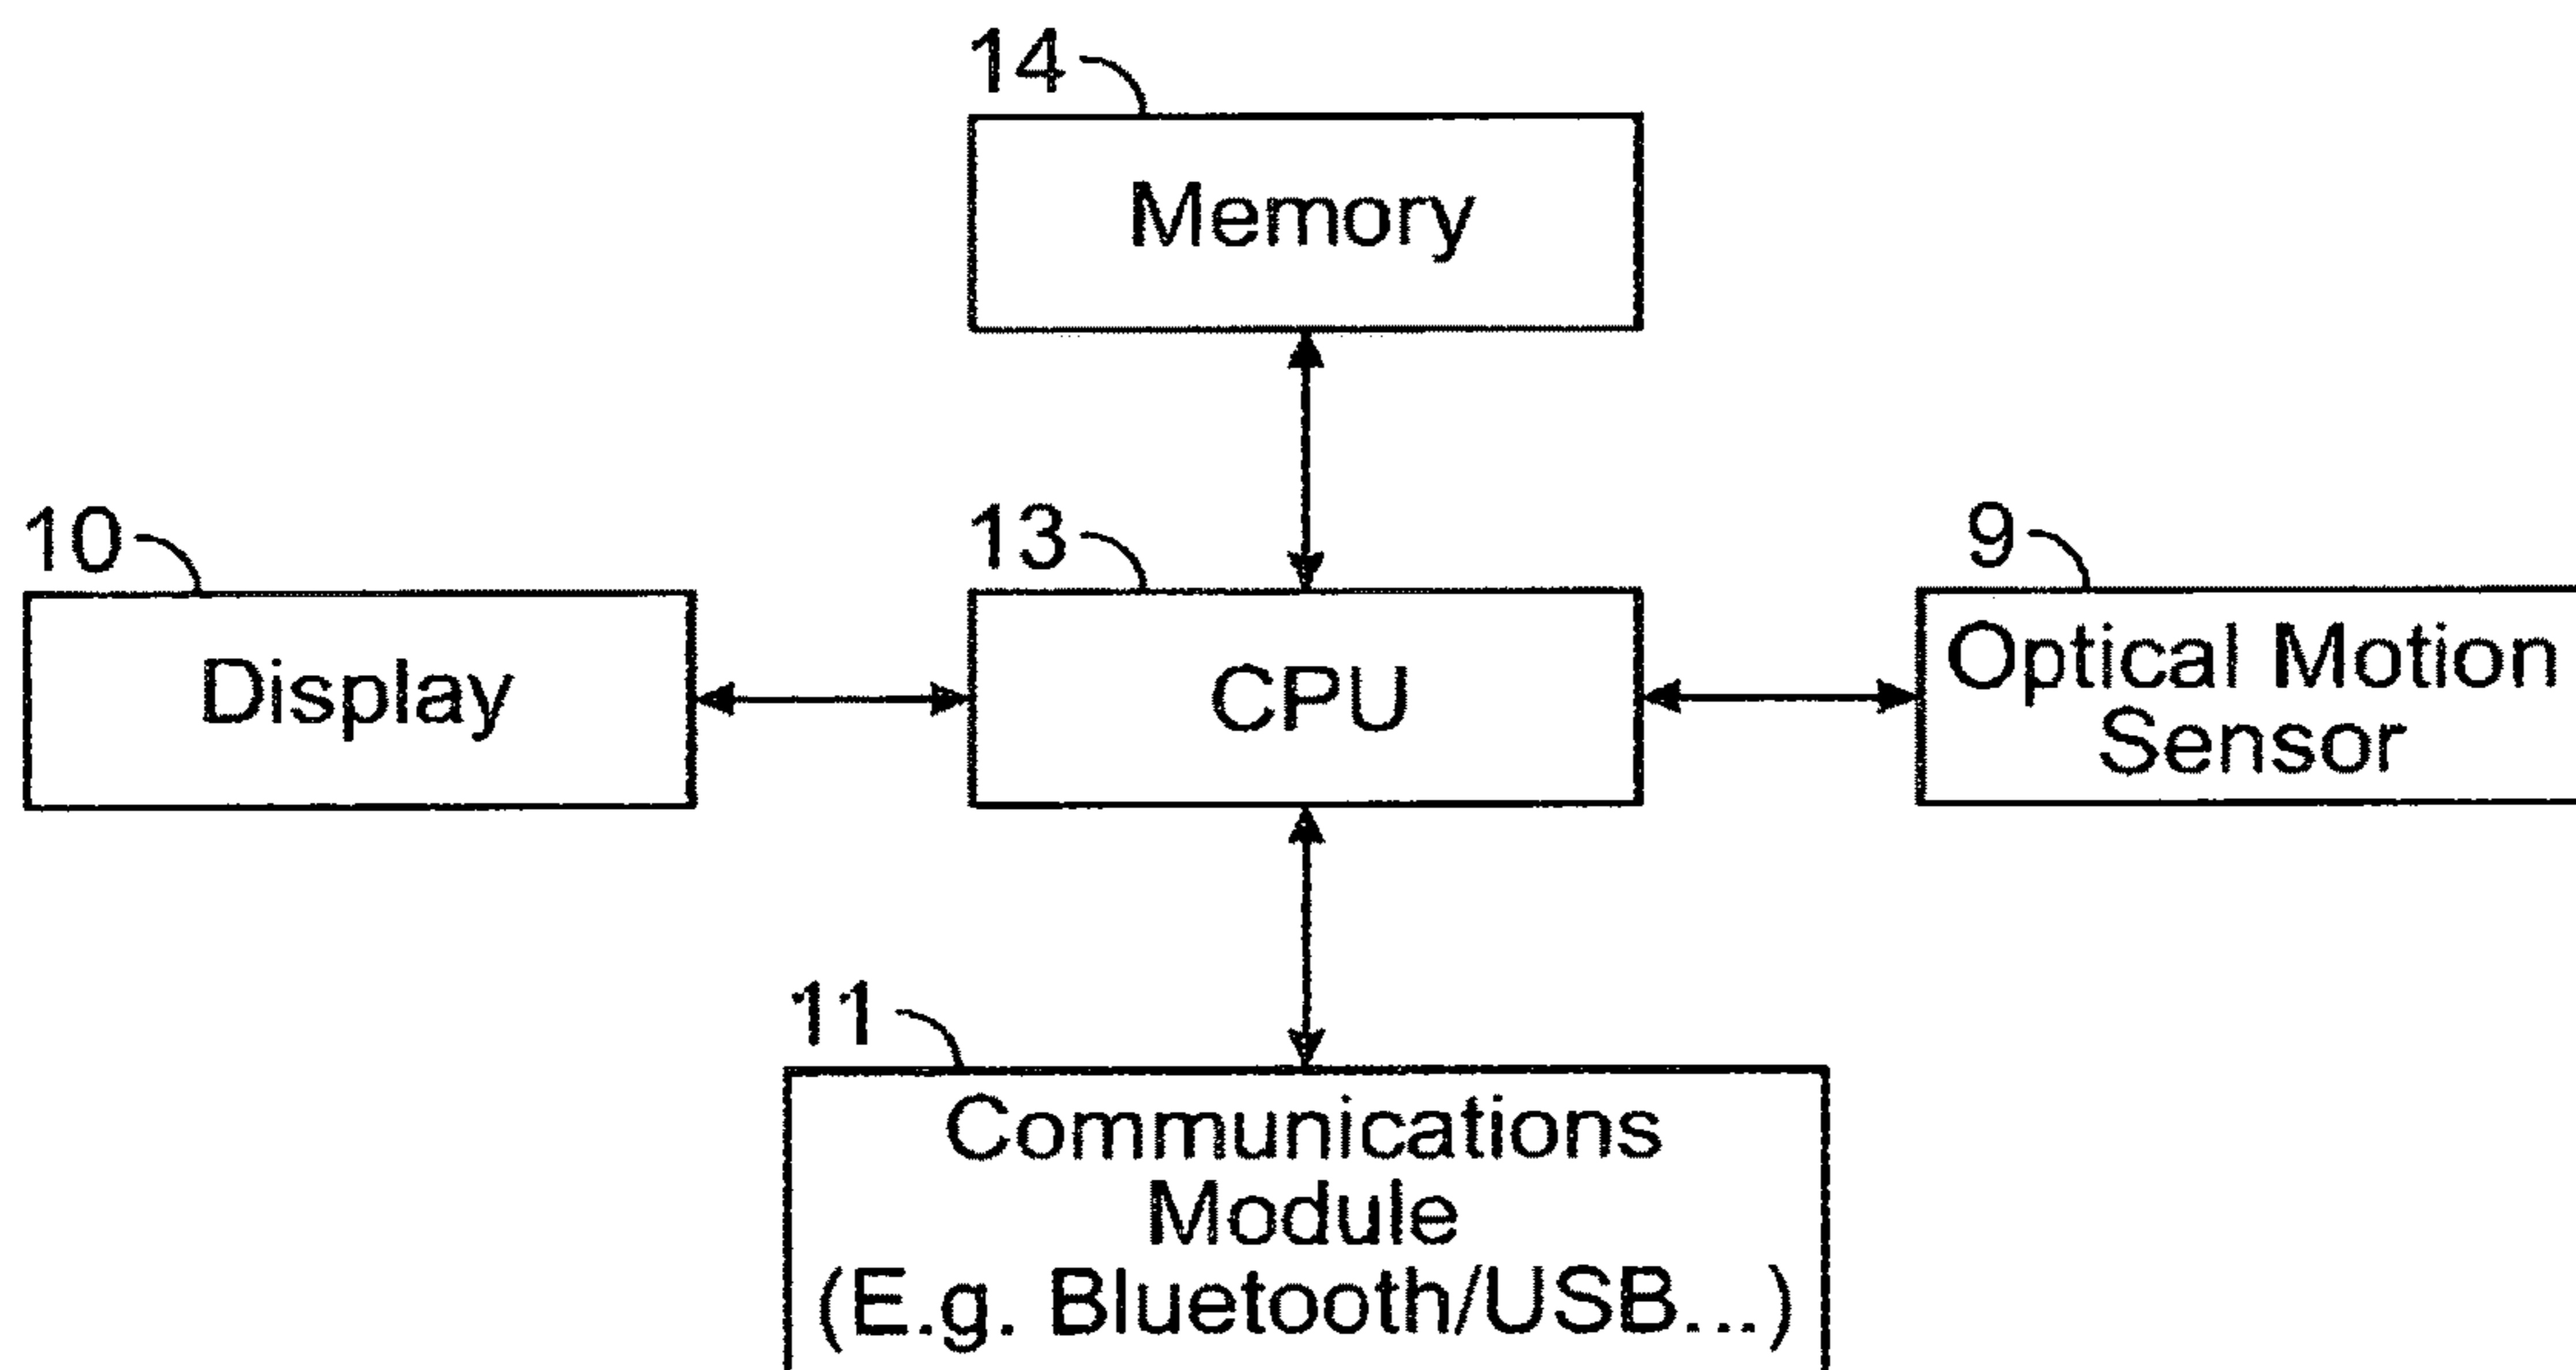 14
Memory
10
13
9
Display
CPU
Optical Motion
Sensor
11
Communications
Module
(E.g. Bluetooth/USB...)